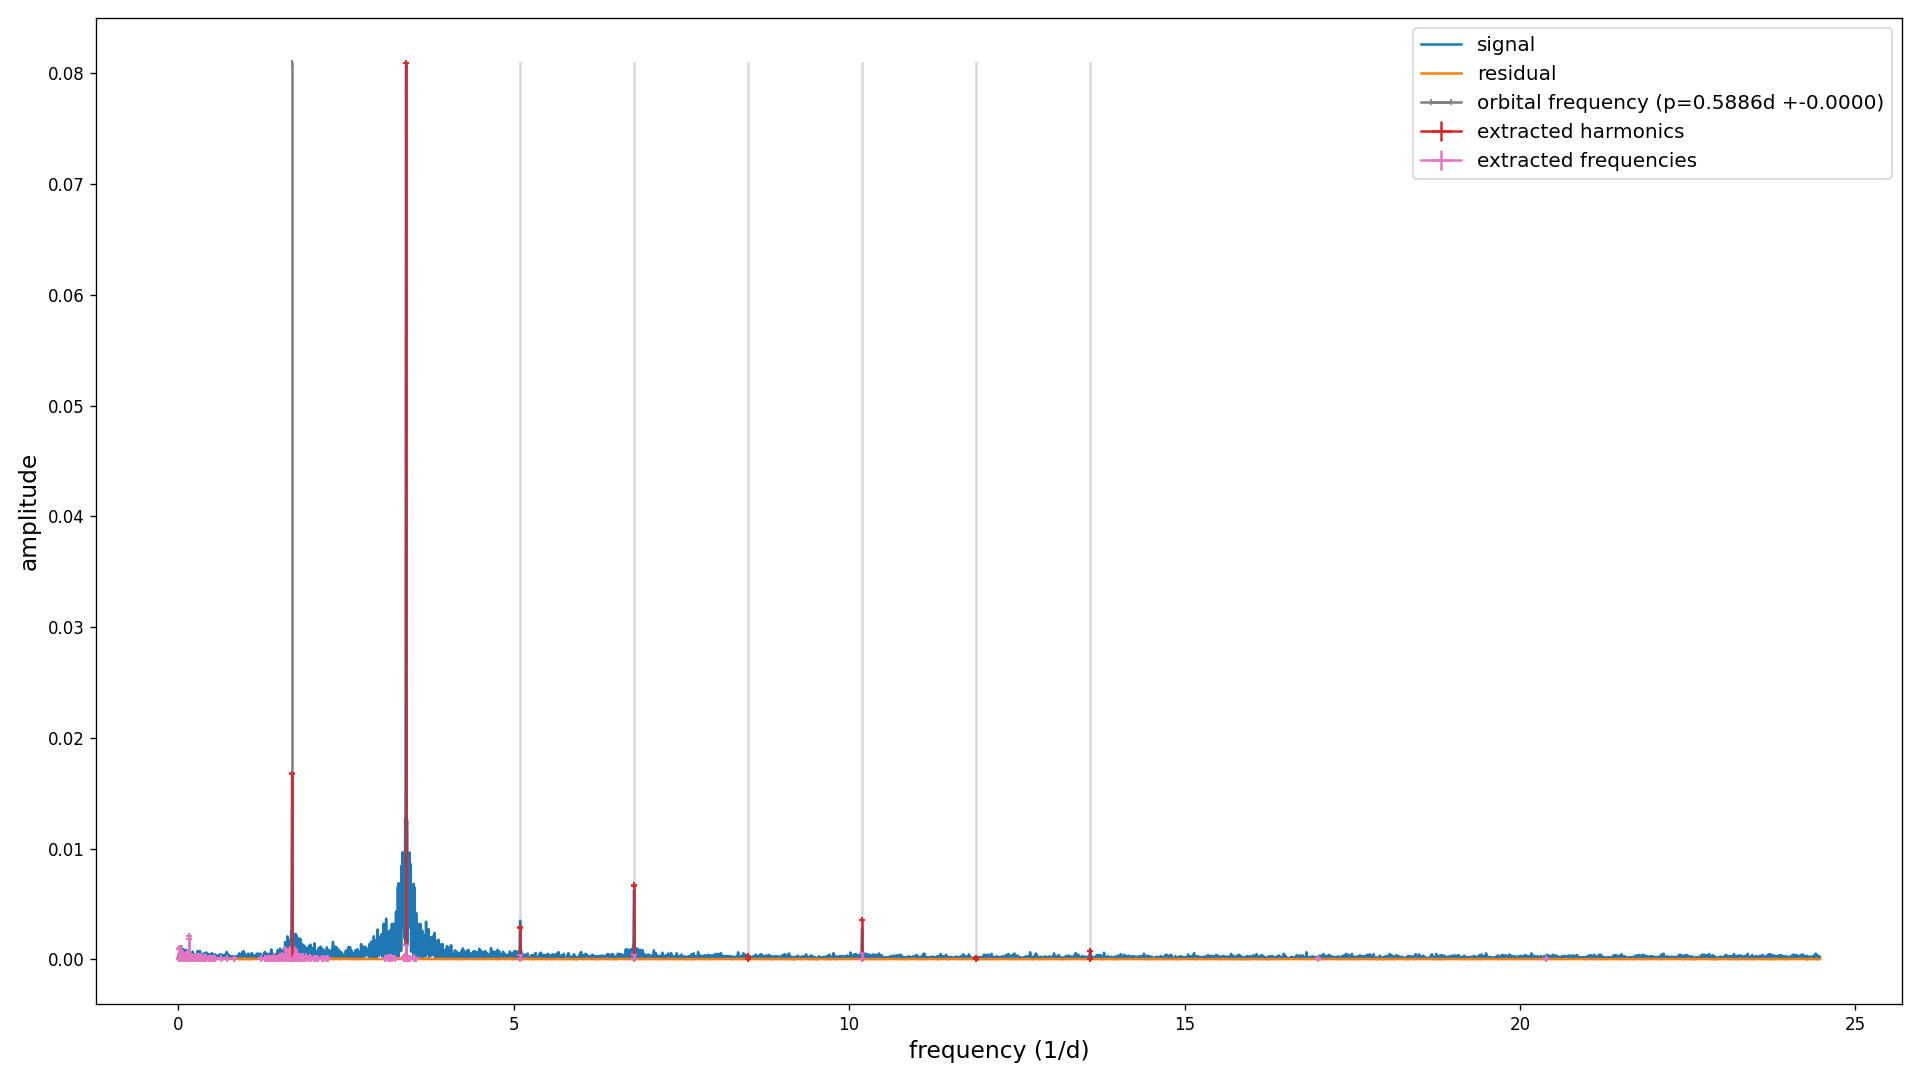 signal
residual
orbital frequency (p=0.5886d +-0.0000)
extracted harmonics
extracted frequencies
0.08
0.07
0.06
0.05
0.04
0.03
0.02
0.01
0.00
amplitude
0 5 10 15 20 25
frequency (1/d)